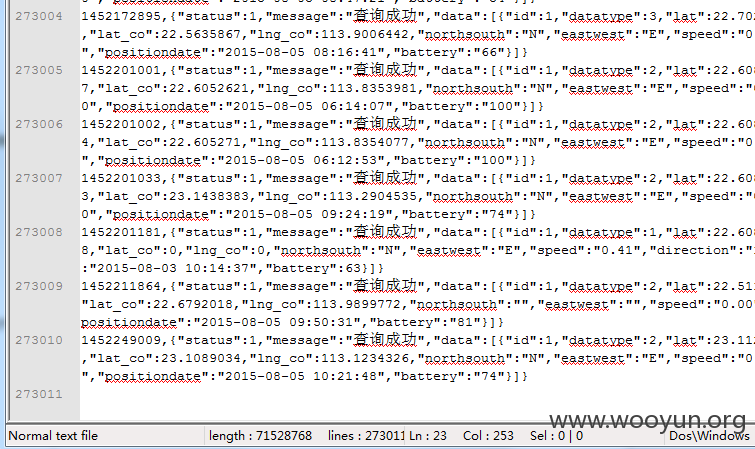 273004 1452172895,{"status":1,"message":"查询成功","data":[{"id":1,"datatype":3,"lat":22.702
,"lat_co":22.5635867,"lng_co":113.9006442,"northsouth":"N","eastwest":"E","speed":"0
","positiondate":"2015-08-05 08:16:41","battery":"66"}]}
273005 1452201001,{"status":1,"message":"查询成功","data":[{"id":1,"datatype":2,"lat":22.608
7,"lat_co":22.6052621,"lng_co":113.8353981,"northsouth":"N","eastwest":"E","speed":"
0","positiondate":"2015-08-05 06:14:07","battery":"100"}]}
273006 1452201002,{"status":1,"message":"查询成功","data":[{"id":1,"datatype":2,"lat":22.608
4,"lat_co":22.605271,"lng_co":113.8354077,"northsouth":"N","eastwest":"E","speed":"0
","positiondate":"2015-08-05 06:12:53","battery":"100"}]}
273007 1452201033,{"status":1,"message":"查询成功","data":[{"id":1,"datatype":2,"lat":22.608
3,"lat_co":23.1438383,"lng_co":113.2904535,"northsouth":"N","eastwest":"E","speed":"
0","positiondate":"2015-08-05 09:24:19","battery":"74"}]}
273008 1452201181,{"status":1,"message":"查询成功","data":[{"id":1,"datatype":1,"lat":22.608
8,"lat_co":0,"lng_co":0,"northsouth":"N","eastwest":"E","speed":"0.41","direction":"
:"2015-08-03 10:14:37","battery":63}]}
273009 1452211864,{"status":1,"message":"查询成功","data":[{"id":1,"datatype":2,"lat":22.51
"lat_co":22.6792018,"lng_co":113.9899772,"northsouth":"","eastwest":"","speed":"0.00"
positiondate":"2015-08-05 09:50:31","battery":"81"}]}
273010 1452249009,{"status":1,"message":"查询成功","data":[{"id":1,"datatype":2,"lat":23.112
,"lat_co":23.1089034,"lng_co":113.1234326,"northsouth":"N","eastwest":"E","speed":"0
","positiondate":"2015-08-05 10:21:48","battery":"74"}]}
273011
www.wooyun.org
Normal text file length : 71528768 lines : 273011 Ln : 23 Col : 253 Sel : 0 | 0 Dos\Windows